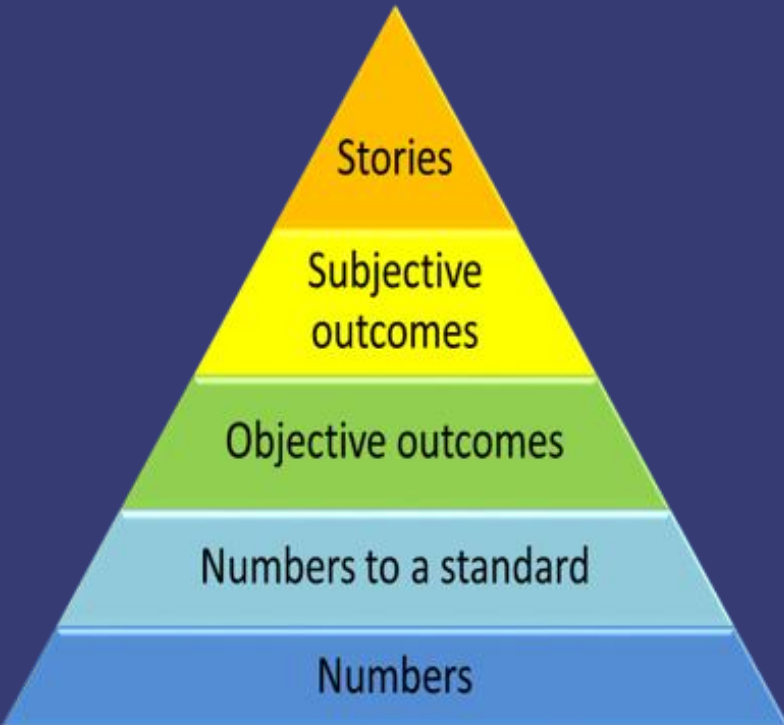 Stories
Subjective
outcomes
Objective outcomes
Numbers to a standard
Numbers